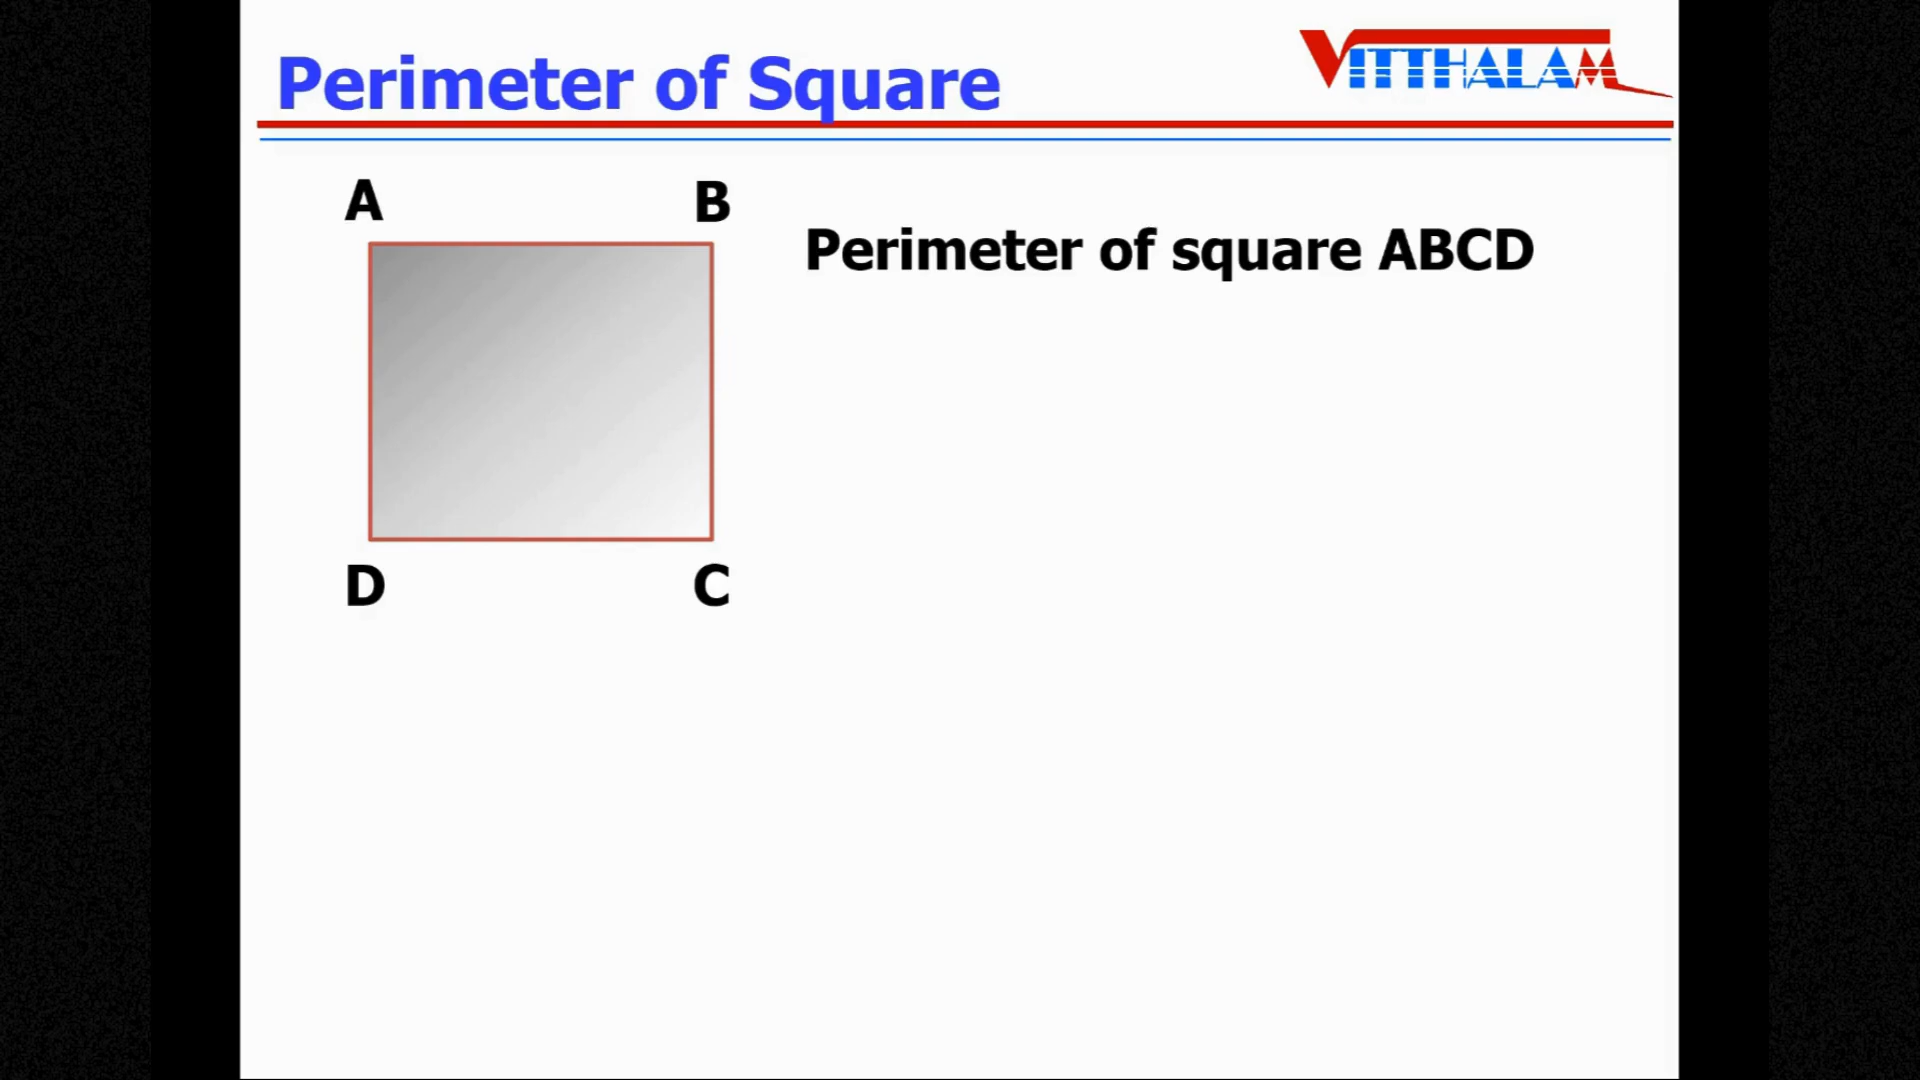 Perimeter of Square
VITTHALAM
A B
Perimeter of square ABCD
D C